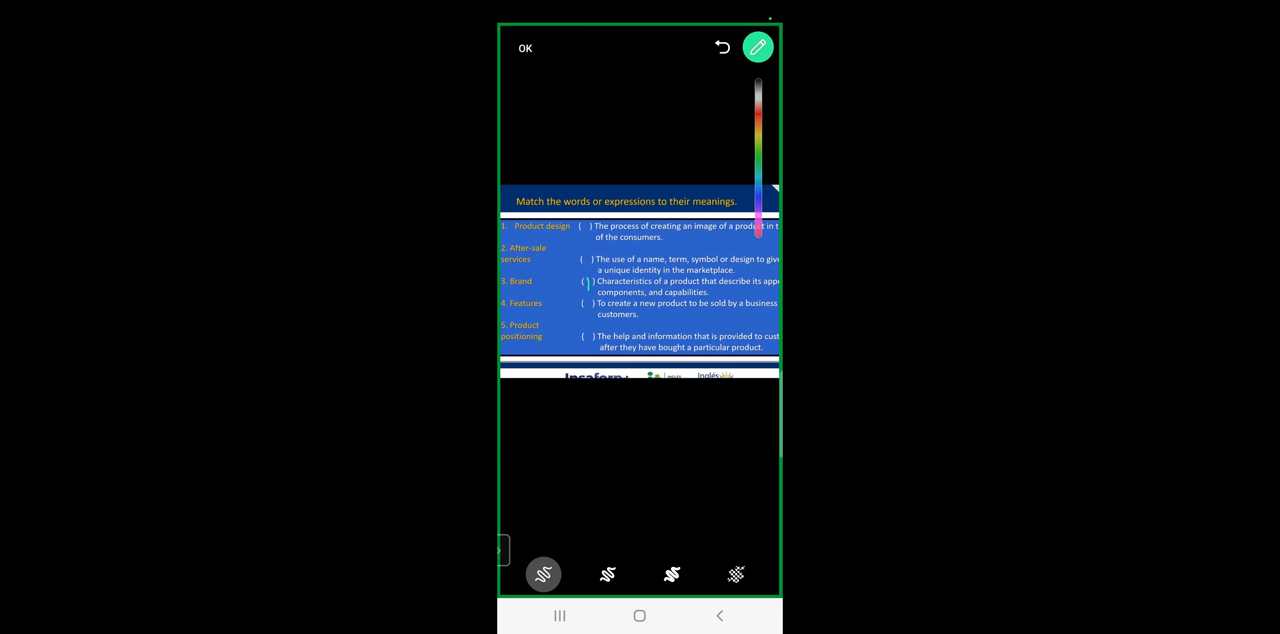 OK
Match the words or expressions to their meanings.
1. Product design ( ) The process of creating an image of a product in t
of the consumers.
2. After-sale
services ( ) The use of a name, term, symbol or design to give
a unique identity in the marketplace.
3. Brand (1) Characteristics of a product that describe its appe
components, and capabilities.
4. Features ( ) To create a new product to be sold by a business
customers.
5. Product
positioning ( ) The help and information that is provided to cust
after they have bought a particular product.
Insaforp
Inglés